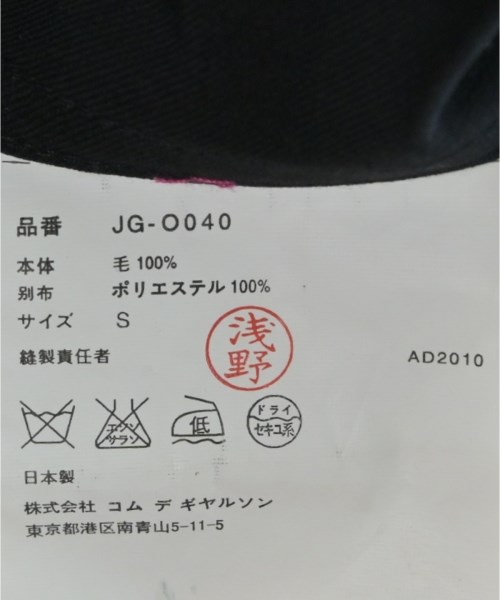 品番 JG-O040
本体 毛 100%
別布 ポリエステル 100%
サイズ S
縫製責任者 浅野 AD2010
エンソ サラシ 低 ドライ セキユ系
日本製
株式会社 コム デ ギヤルソン
東京都港区南青山5-11-5